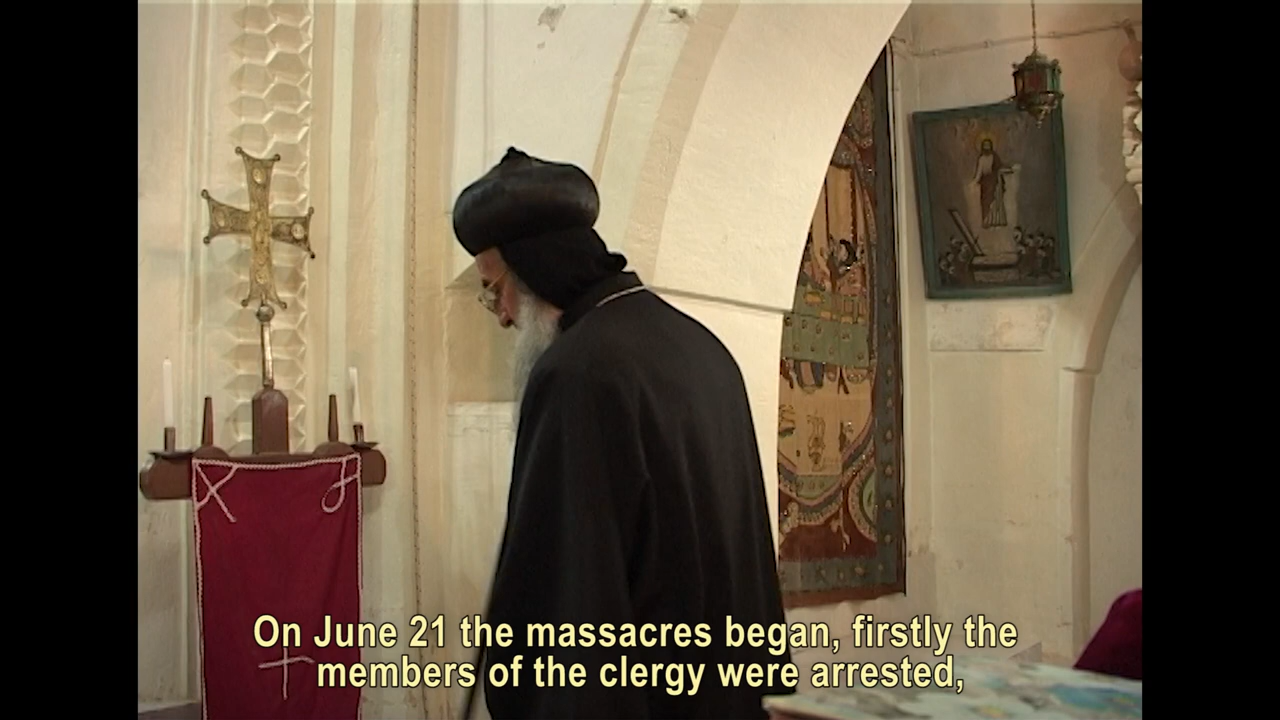 On June 21 the massacres began, firstly the
members of the clergy were arrested,